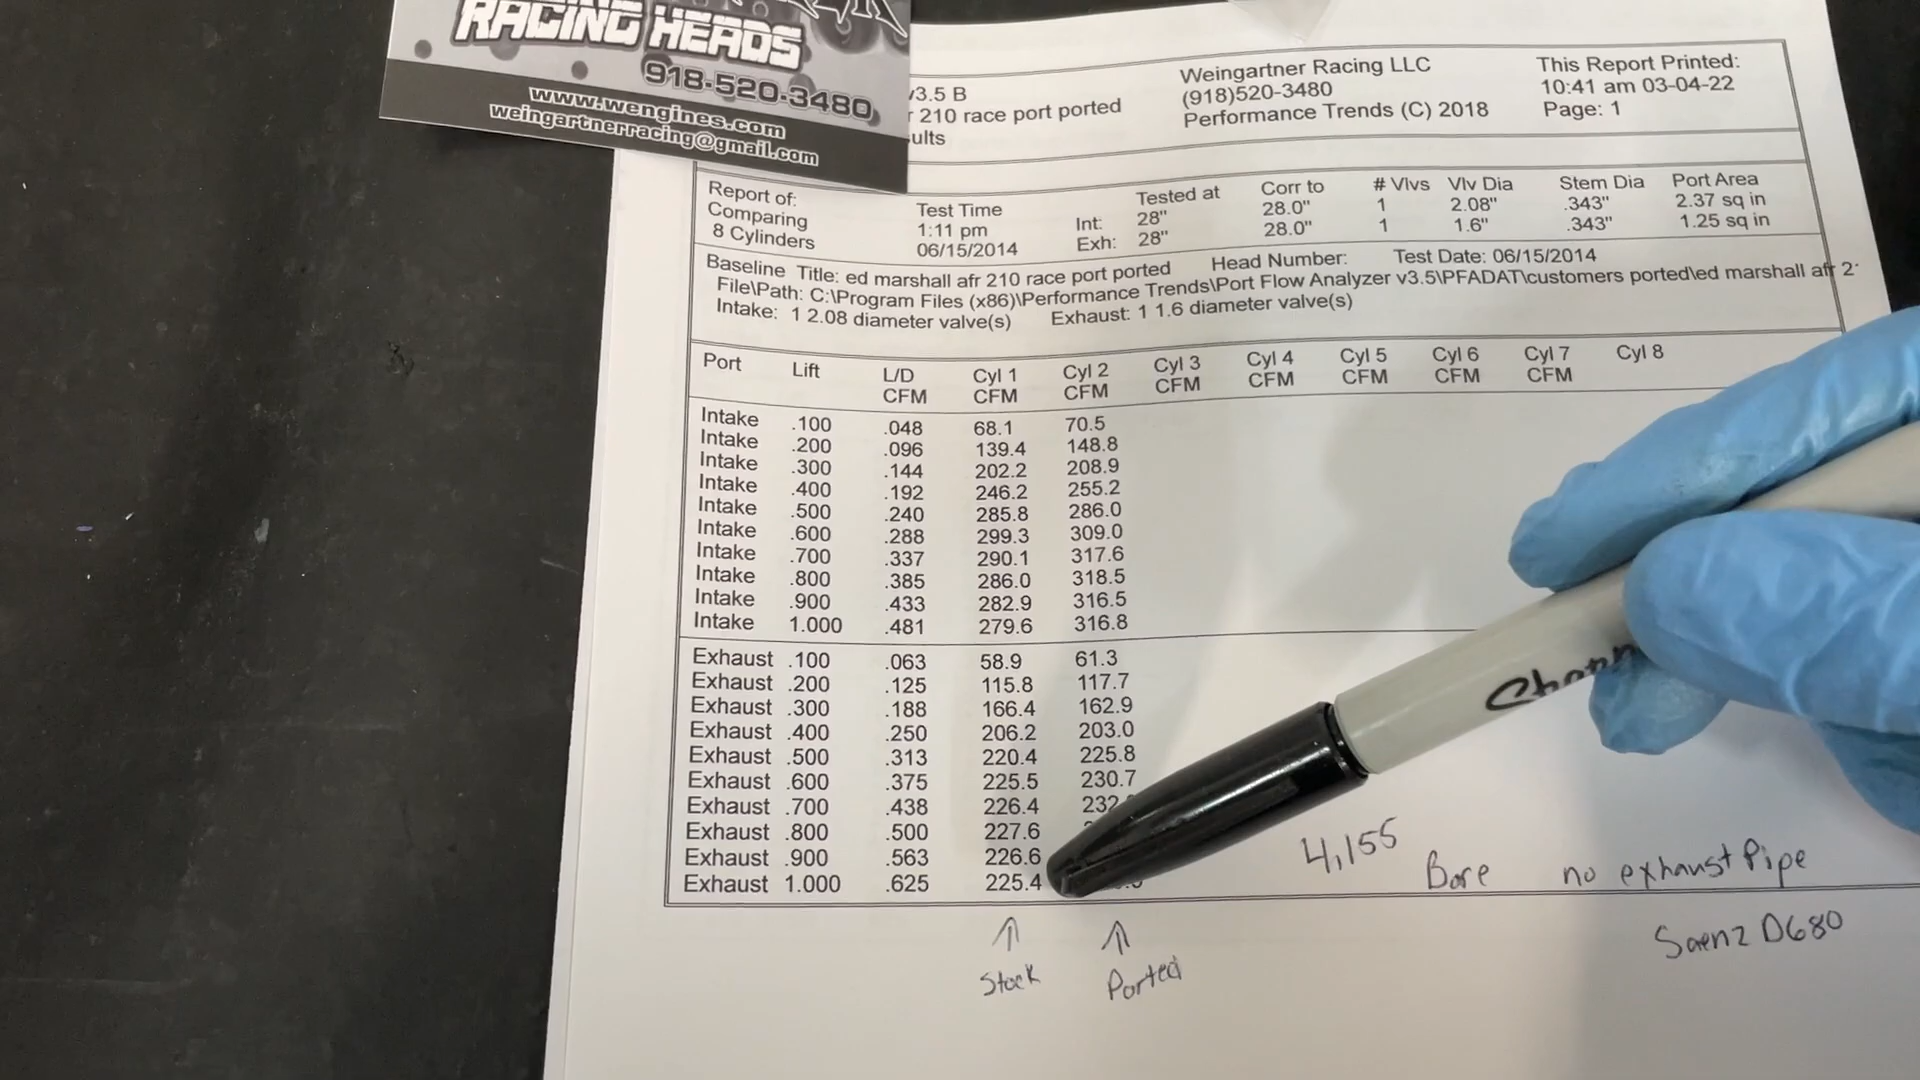 RACING HEADS
918-520-3480
www.wengines.com
weingartnerracing@gmail.com
v3.5 B
210 race port ported
Weingartner Racing LLC
(918)520-3480
Performance Trends (C) 2018
This Report Printed:
10:41 am 03-04-22
Page: 1
Report of:
Comparing
8 Cylinders
Test Time
1:11 pm
06/15/2014
Tested at Corr to # Vlvs Vlv Dia Stem Dia Port Area
Int: 28" 28.0" 1 2.08" .343" 2.37 sq in
Exh: 28" 28.0" 1 1.6" .343" 1.25 sq in
Baseline Title: ed marshall afr 210 race port ported Head Number: Test Date: 06/15/2014
File\Path: C:\Program Files (x86)\Performance Trends\Port Flow Analyzer v3.5\PFADAT\customers ported\ed marshall afr 2
Intake: 1 2.08 diameter valve(s) Exhaust: 1 1.6 diameter valve(s)
Port Lift L/D Cyl 1 Cyl 2 Cyl 3 Cyl 4 Cyl 5 Cyl 6 Cyl 7 Cyl 8
CFM CFM CFM CFM CFM CFM CFM CFM
Intake .100 .048 68.1 70.5
Intake .200 .096 139.4 148.8
Intake .300 .144 202.2 208.9
Intake .400 .192 246.2 255.2
Intake .500 .240 285.8 286.0
Intake .600 .288 299.3 309.0
Intake .700 .337 290.1 317.6
Intake .800 .385 286.0 318.5
Intake .900 .433 282.9 316.5
Intake 1.000 .481 279.6 316.8
Exhaust .100 .063 58.9 61.3
Exhaust .200 .125 115.8 117.7
Exhaust .300 .188 166.4 162.9
Exhaust .400 .250 206.2 203.0
Exhaust .500 .313 220.4 225.8
Exhaust .600 .375 225.5 230.7
Exhaust .700 .438 226.4 232
Exhaust .800 .500 227.6
Exhaust .900 .563 226.6
Exhaust 1.000 .625 225.4
4,155 Bore no exhaust Pipe
Saenz D680
Stock Ported